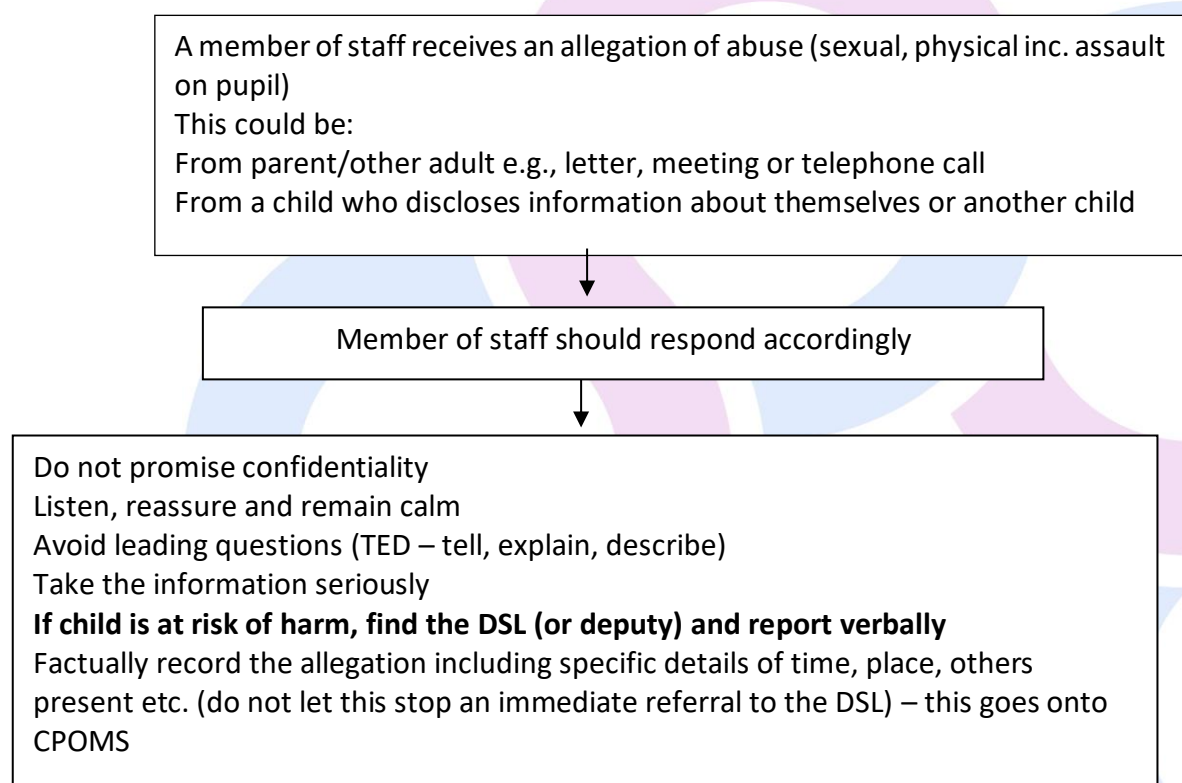 A member of staff receives an allegation of abuse (sexual, physical inc. assault
on pupil)
This could be:
From parent/other adult e.g., letter, meeting or telephone call
From a child who discloses information about themselves or another child
Member of staff should respond accordingly
Do not promise confidentiality
Listen, reassure and remain calm
Avoid leading questions (TED – tell, explain, describe)
Take the information seriously
If child is at risk of harm, find the DSL (or deputy) and report verbally
Factually record the allegation including specific details of time, place, others
present etc. (do not let this stop an immediate referral to the DSL) – this goes onto
CPOMS